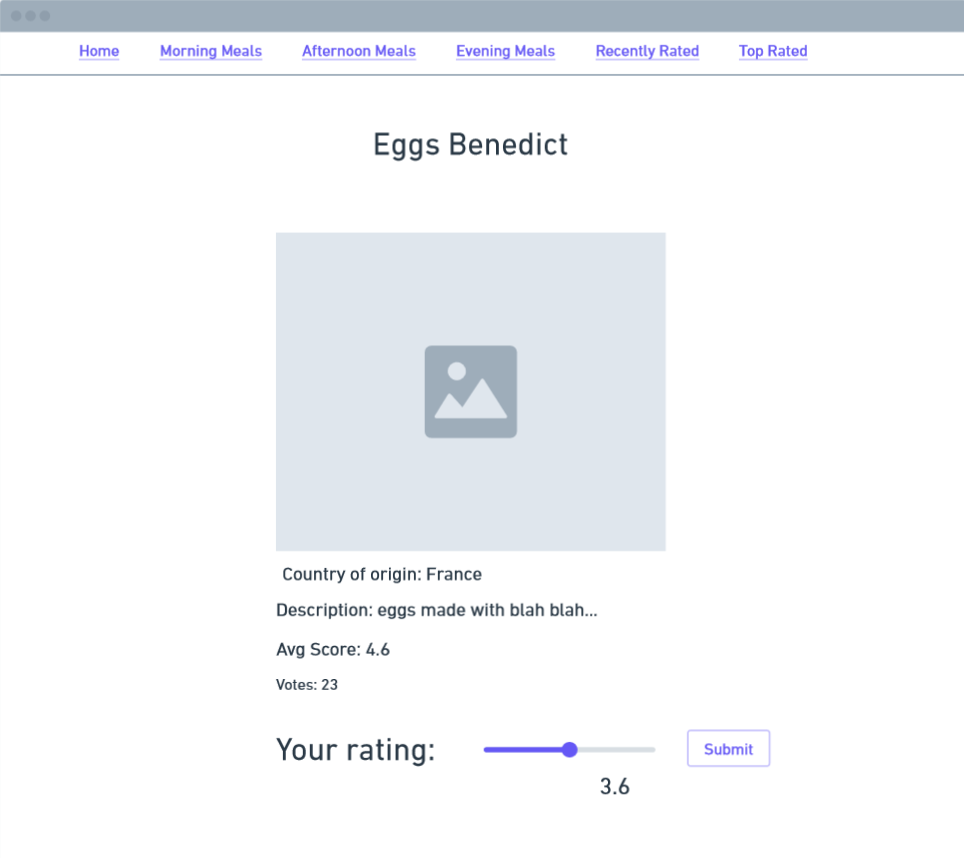 Home Morning Meals Afternoon Meals Evening Meals Recently Rated Top Rated
Eggs Benedict
Country of origin: France
Description: eggs made with blah blah...
Avg Score: 4.6
Votes: 23
Your rating: Submit
3.6